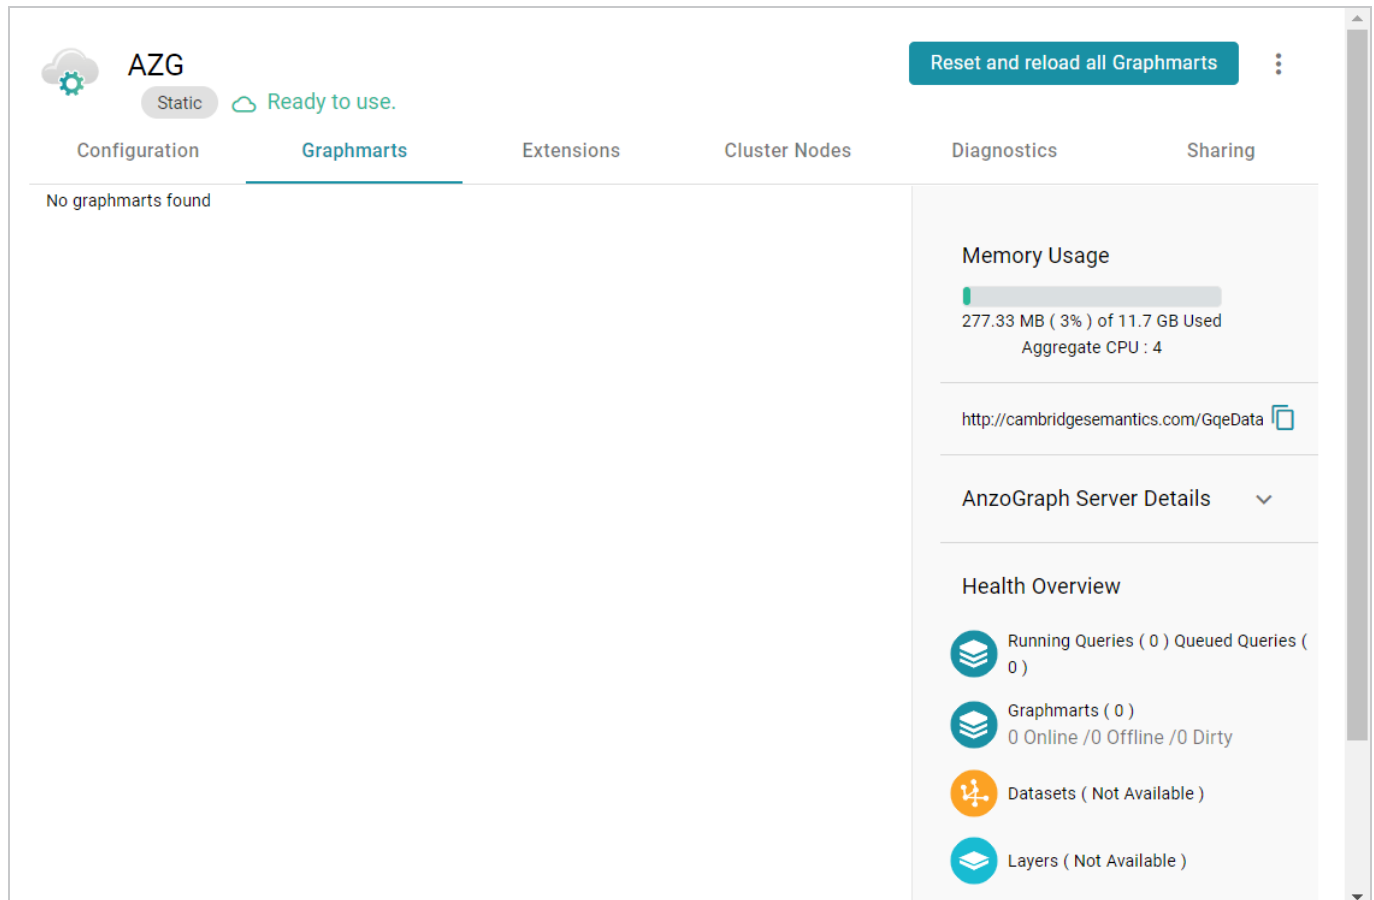 AZG
Reset and reload all Graphmarts
Static
Ready to use.
Configuration
Graphmarts
Extensions
Cluster Nodes
Diagnostics
Sharing
No graphmarts found
Memory Usage
277.33 MB ( 3% ) of 11.7 GB Used
Aggregate CPU : 4
http://cambridgesemantics.com/GqeData
AnzoGraph Server Details
Health Overview
Running Queries ( 0 ) Queued Queries (
0 )
Graphmarts ( 0 )
0 Online /0 Offline /0 Dirty
Datasets ( Not Available )
Layers ( Not Available )